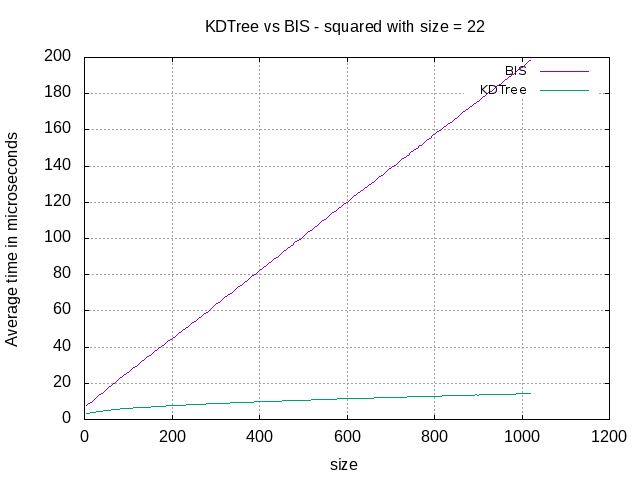 KDTree vs BIS - squared with size = 22
200
180
160
140
120
100
80
60
40
20
0
Average time in microseconds
BIS
KDTree
0 200 400 600 800 1000 1200
size